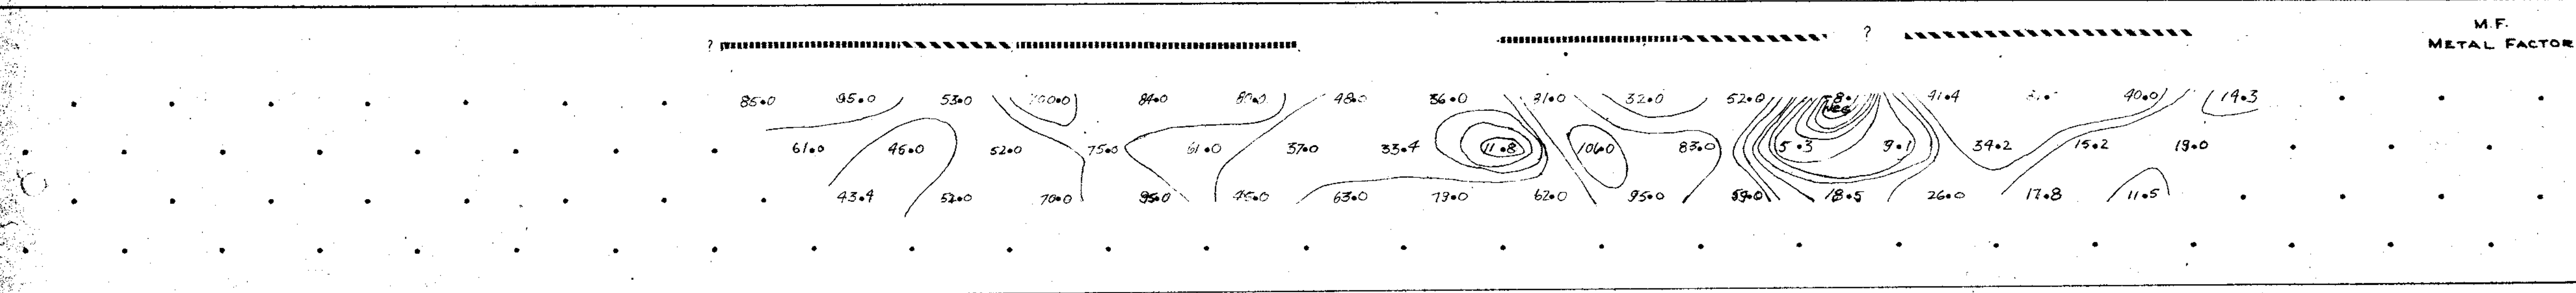 M.F.
METAL FACTOR
? ?
86.0 95.0 53.0 100.0 84.0 80.0 48.0 36.0 31.0 32.0 52.0 Neg 41.4 40.0 14.3
61.0 46.0 52.0 75.0 61.0 37.0 33.4 11.8 106.0 83.0 5.3 9.1 34.2 15.2 19.0
43.4 52.0 70.0 95.0 45.0 63.0 79.0 62.0 95.0 59.0 18.5 26.0 17.8 11.5